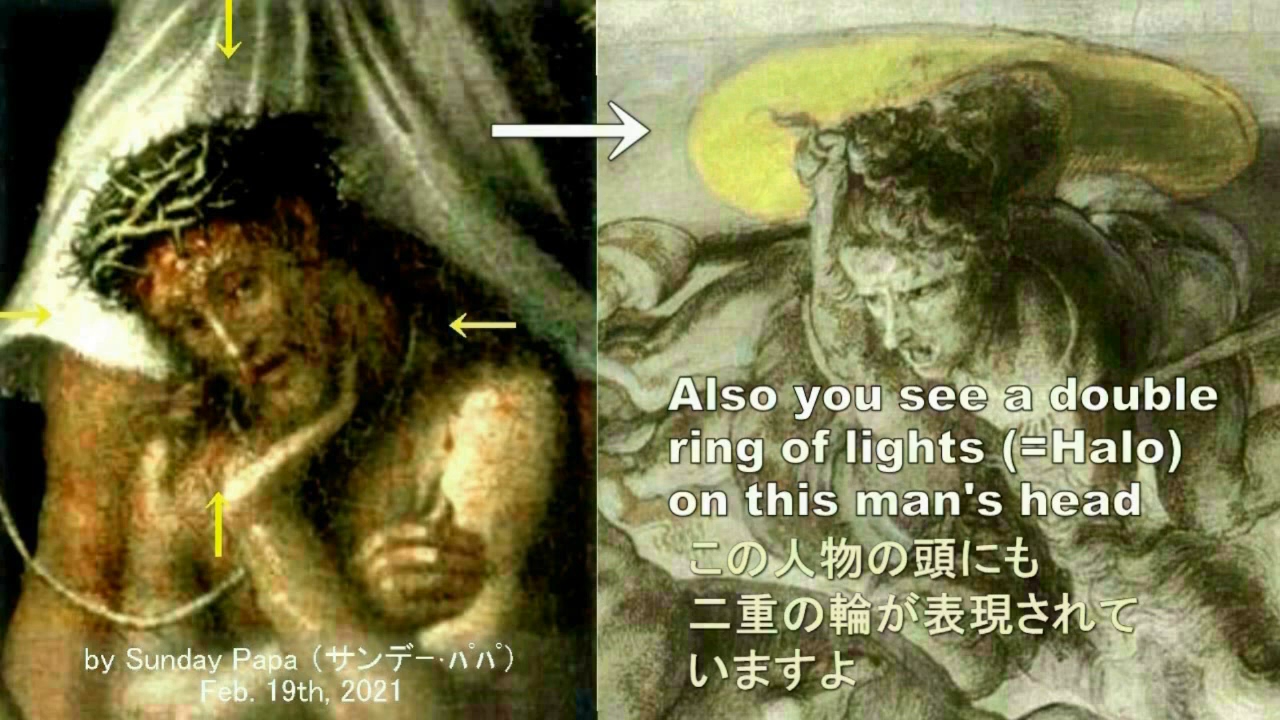 Also you see a double
ring of lights (=Halo)
on this man's head
この人物の頭にも
二重の輪が表現されて
いますよ
by Sunday Papa (サンデー･ﾊﾟﾊﾟ)
Feb. 19th, 2021